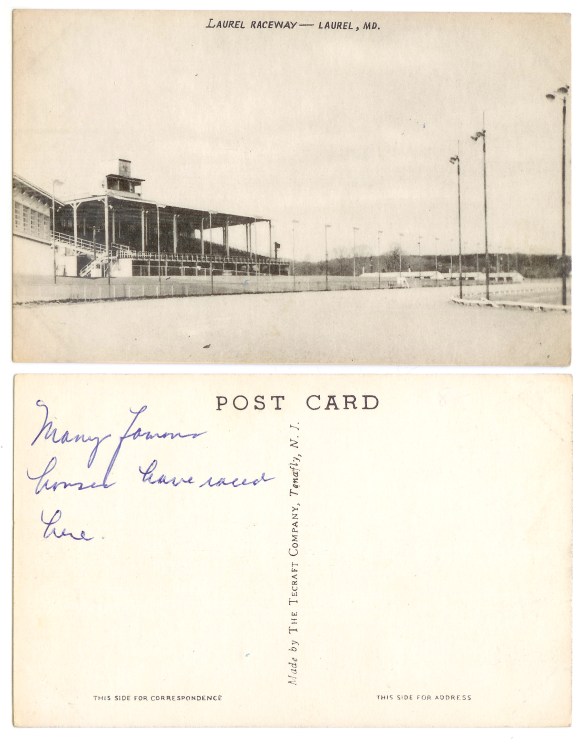 LAUREL RACEWAY — LAUREL, MD.
POST CARD
Many famous
horses have raced
here.
Made by THE TECRAFT COMPANY, Tenafly, N. J.
THIS SIDE FOR CORRESPONDENCE
THIS SIDE FOR ADDRESS